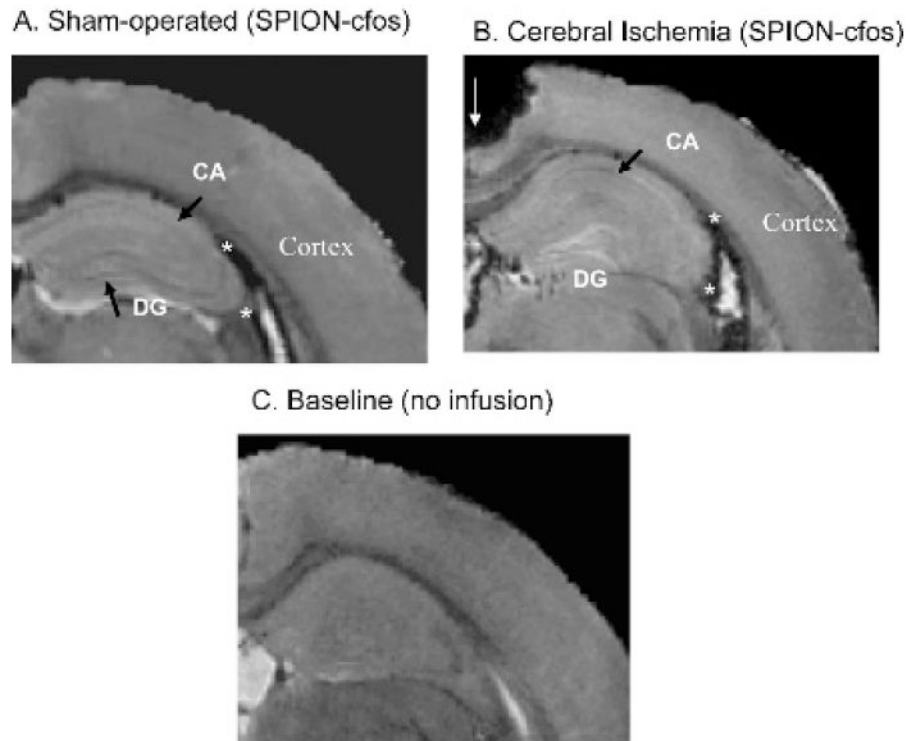 A. Sham-operated (SPION-cfos)
B. Cerebral Ischemia (SPION-cfos)
CA
Cortex
DG
*
*
CA
Cortex
DG
*
*
C. Baseline (no infusion)